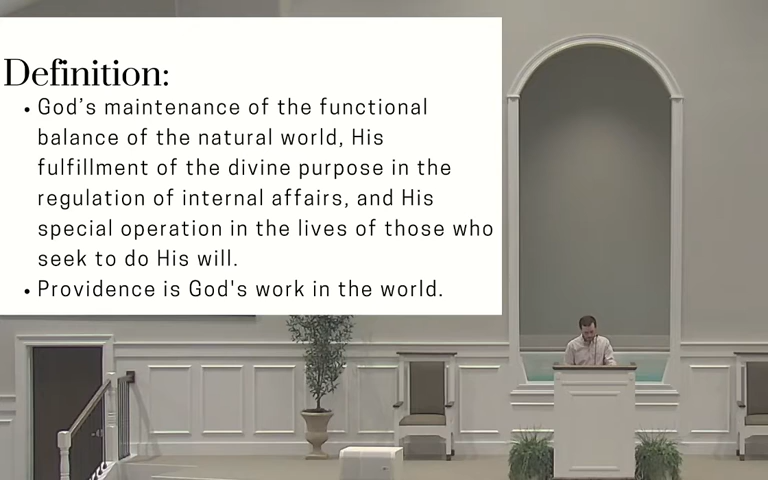 Definition:
• God’s maintenance of the functional
balance of the natural world, His
fulfillment of the divine purpose in the
regulation of internal affairs, and His
special operation in the lives of those who
seek to do His will.
• Providence is God's work in the world.